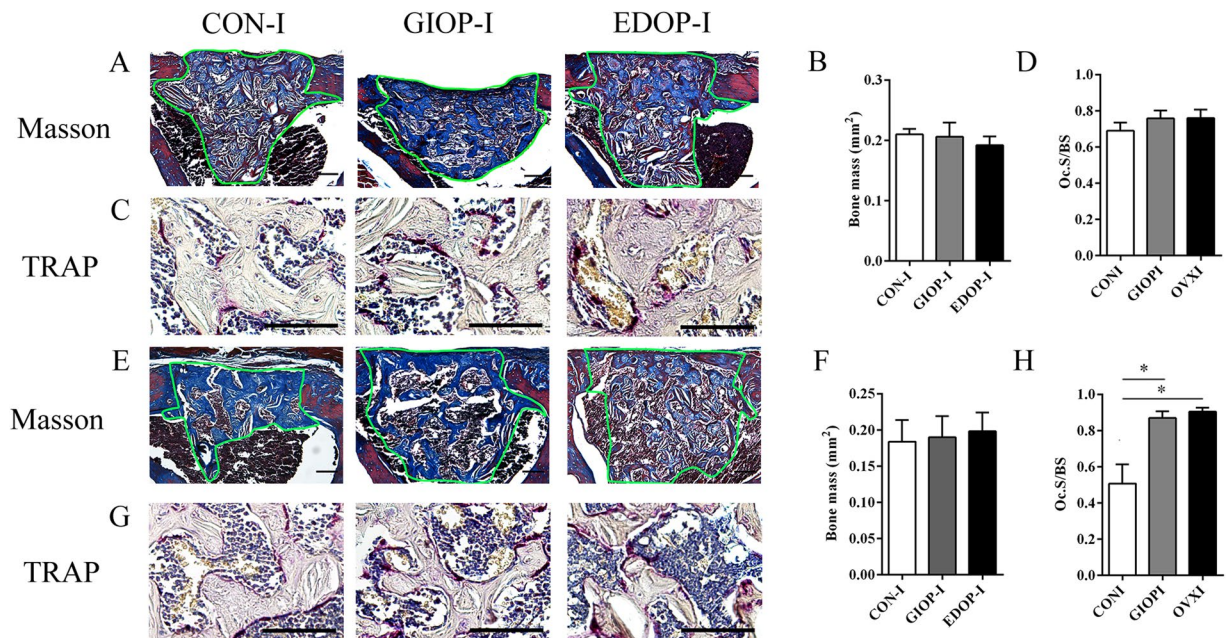 CON-I GIOP-I EDOP-I
A
Masson
B
Bone mass (mm²)
0.3
0.2
0.1
0.0
CON-I
GIOP-I
EDOP-I
D
Oc.S/BS
1.0
0.8
0.6
0.4
0.2
0.0
CONI
GIOPI
OVXI
C
TRAP
E
Masson
F
Bone mass (mm²)
0.25
0.20
0.15
0.10
0.05
0.00
CON-I
GIOP-I
EDOP-I
H
*
*
Oc.S/BS
1.0
0.8
0.6
0.4
0.2
0.0
CONI
GIOPI
OVXI
G
TRAP